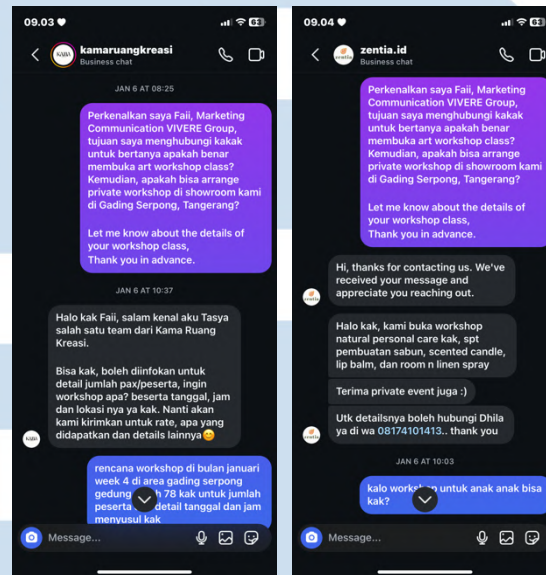 09.03
kamaruangkreasi
Business chat
JAN 6 AT 08:25
Perkenalkan saya Faii, Marketing
Communication VIVERE Group,
tujuan saya menghubungi kakak
untuk bertanya apakah benar
membuka art workshop class?
Kemudian, apakah bisa arrange
private workshop di showroom kami
di Gading Serpong, Tangerang?
Let me know about the details of
your workshop class,
Thank you in advance.
JAN 6 AT 10:37
Halo kak Faii, salam kenal aku Tasya
salah satu team dari Kama Ruang
Kreasi.
Bisa kak, boleh diinfokan untuk
detail jumlah pax/peserta, ingin
workshop apa? beserta tanggal, jam
dan lokasi nya ya kak. Nanti akan
kami kirimkan untuk rate, apa yang
didapatkan dan details lainnya😊
rencana workshop di bulan januari
week 4 di area gading serpong
gedung h 78 kak untuk jumlah
peserta detail tanggal dan jam
menyusul kak
Message...
09.04
zentia.id
Business chat
Perkenalkan saya Faii, Marketing
Communication VIVERE Group,
tujuan saya menghubungi kakak
untuk bertanya apakah benar
membuka art workshop class?
Kemudian, apakah bisa arrange
private workshop di showroom kami
di Gading Serpong, Tangerang?
Let me know about the details of
your workshop class,
Thank you in advance.
Hi, thanks for contacting us. We've
received your message and
appreciate you reaching out.
Halo kak, kami buka workshop
natural personal care kak, spt
pembuatan sabun, scented candle,
lip balm, dan room n linen spray
Terima private event juga :)
Utk detailsnya boleh hubungi Dhila
ya di wa 08174101413.. thank you
JAN 6 AT 10:03
kalo workshop untuk anak anak bisa
kak?
Message...